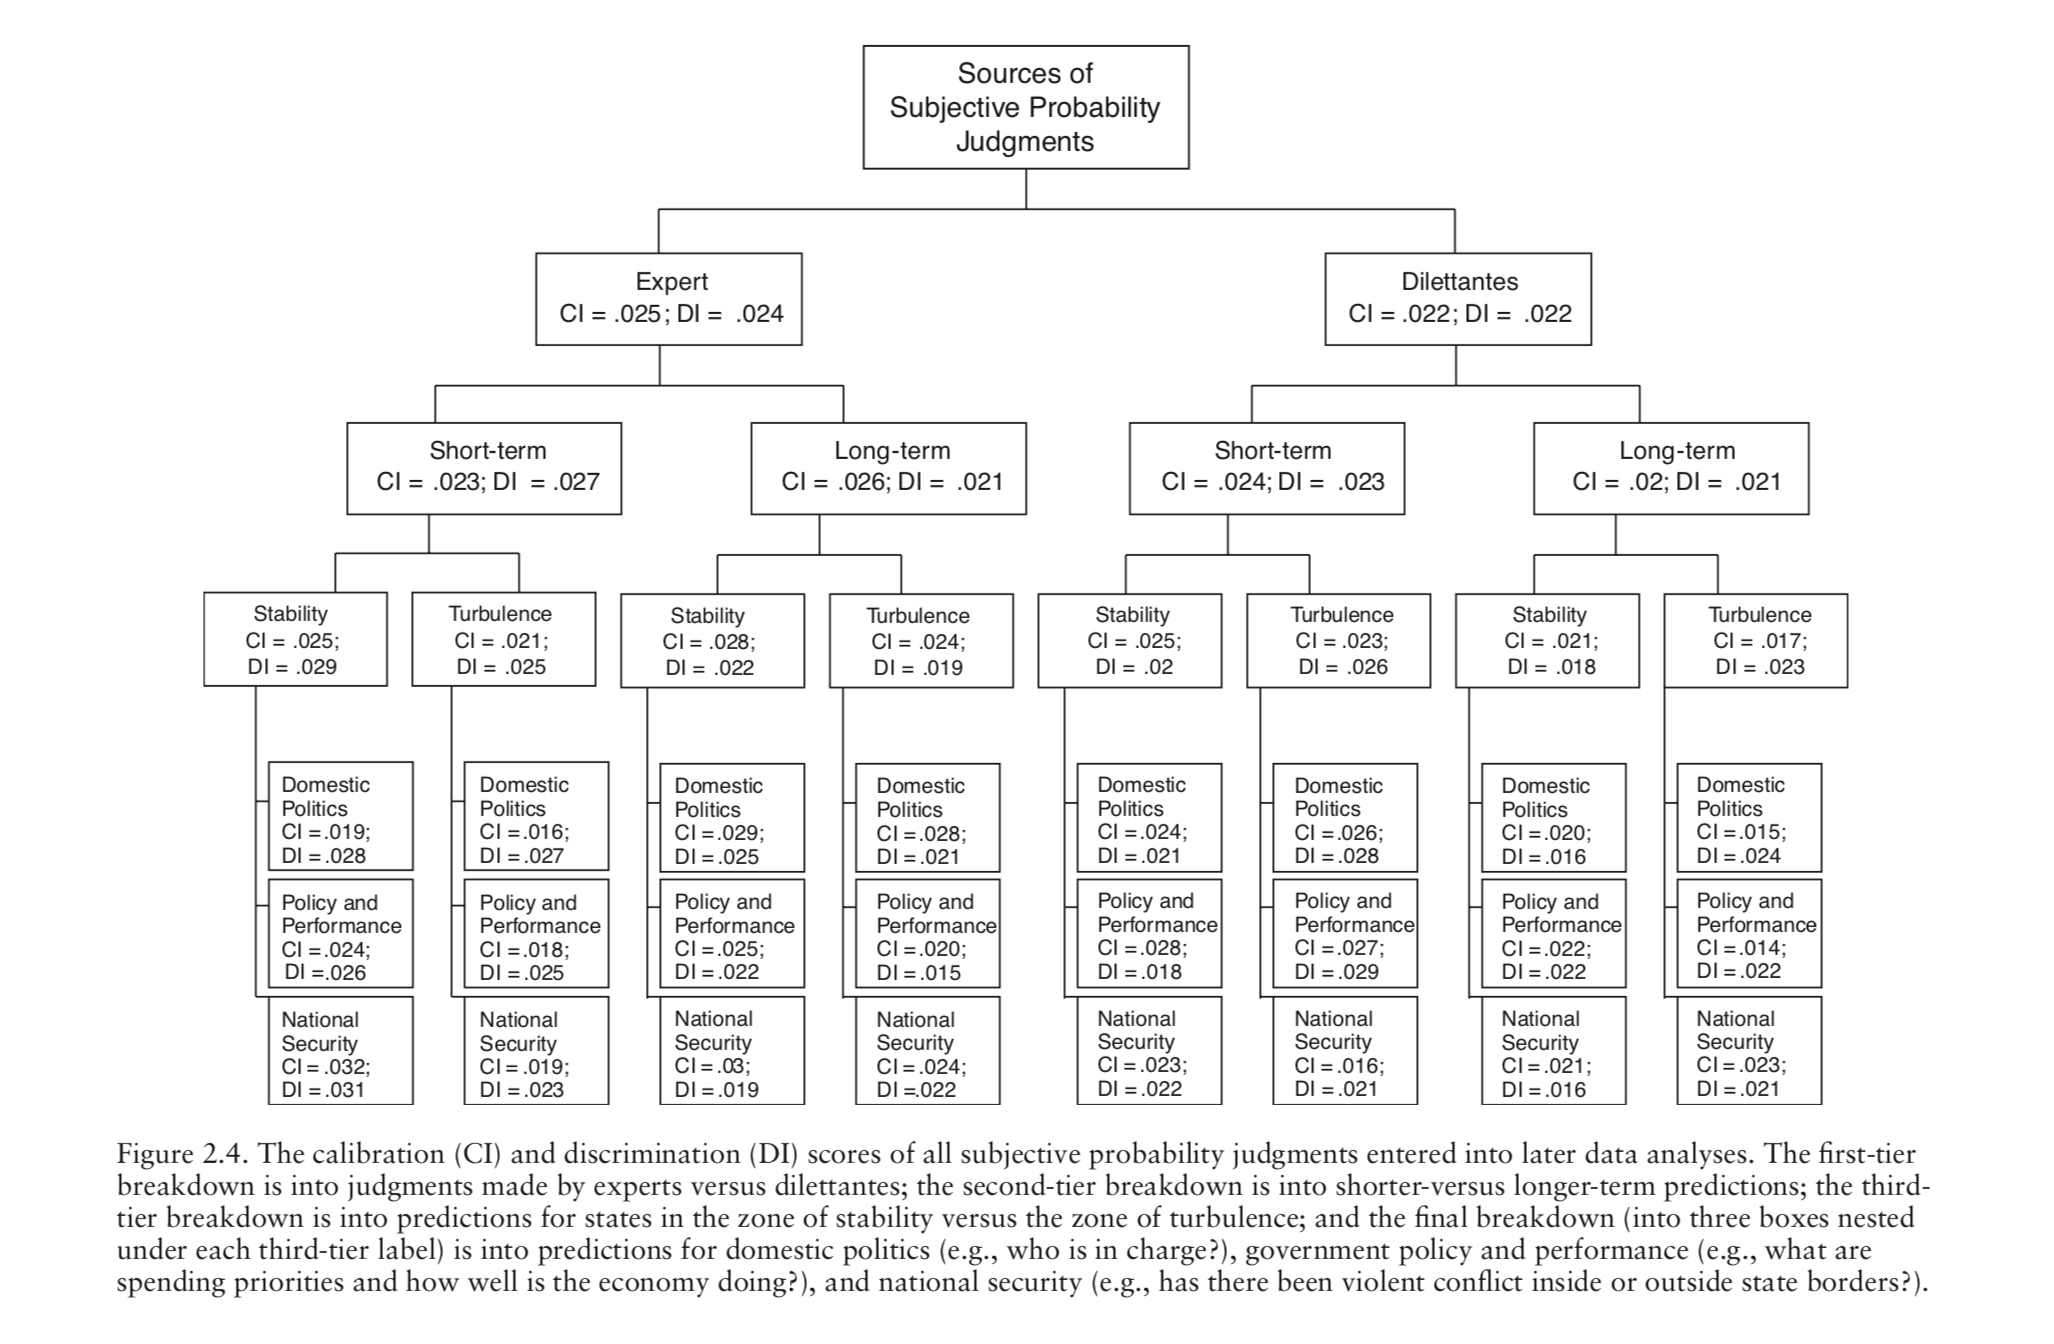 Sources of
Subjective Probability
Judgments
Expert
CI = .025; DI = .024
Dilettantes
CI = .022; DI = .022
Short-term
CI = .023; DI = .027
Long-term
CI = .026; DI = .021
Short-term
CI = .024; DI = .023
Long-term
CI = .02; DI = .021
Stability
CI = .025;
DI = .029
Turbulence
CI = .021;
DI = .025
Stability
CI = .028;
DI = .022
Turbulence
CI = .024;
DI = .019
Stability
CI = .025;
DI = .02
Turbulence
CI = .023;
DI = .026
Stability
CI = .021;
DI = .018
Turbulence
CI = .017;
DI = .023
Domestic
Politics
CI = .019;
DI = .028
Domestic
Politics
CI = .016;
DI = .027
Domestic
Politics
CI = .029;
DI = .025
Domestic
Politics
CI = .028;
DI = .021
Domestic
Politics
CI = .024;
DI = .021
Domestic
Politics
CI = .026;
DI = .028
Domestic
Politics
CI = .020;
DI = .016
Domestic
Politics
CI = .015;
DI = .024
Policy and
Performance
CI = .024;
DI = .026
Policy and
Performance
CI = .018;
DI = .025
Policy and
Performance
CI = .025;
DI = .022
Policy and
Performance
CI = .020;
DI = .015
Policy and
Performance
CI = .028;
DI = .018
Policy and
Performance
CI = .027;
DI = .029
Policy and
Performance
CI = .022;
DI = .022
Policy and
Performance
CI = .014;
DI = .022
National
Security
CI = .032;
DI = .031
National
Security
CI = .019;
DI = .023
National
Security
CI = .03;
DI = .019
National
Security
CI = .024;
DI =.022
National
Security
CI = .023;
DI = .022
National
Security
CI = .016;
DI = .021
National
Security
CI = .021;
DI = .016
National
Security
CI = .023;
DI = .021
Figure 2.4. The calibration (CI) and discrimination (DI) scores of all subjective probability judgments entered into later data analyses. The first-tier
breakdown is into judgments made by experts versus dilettantes; the second-tier breakdown is into shorter-versus longer-term predictions; the third-
tier breakdown is into predictions for states in the zone of stability versus the zone of turbulence; and the final breakdown (into three boxes nested
under each third-tier label) is into predictions for domestic politics (e.g., who is in charge?), government policy and performance (e.g., what are
spending priorities and how well is the economy doing?), and national security (e.g., has there been violent conflict inside or outside state borders?).